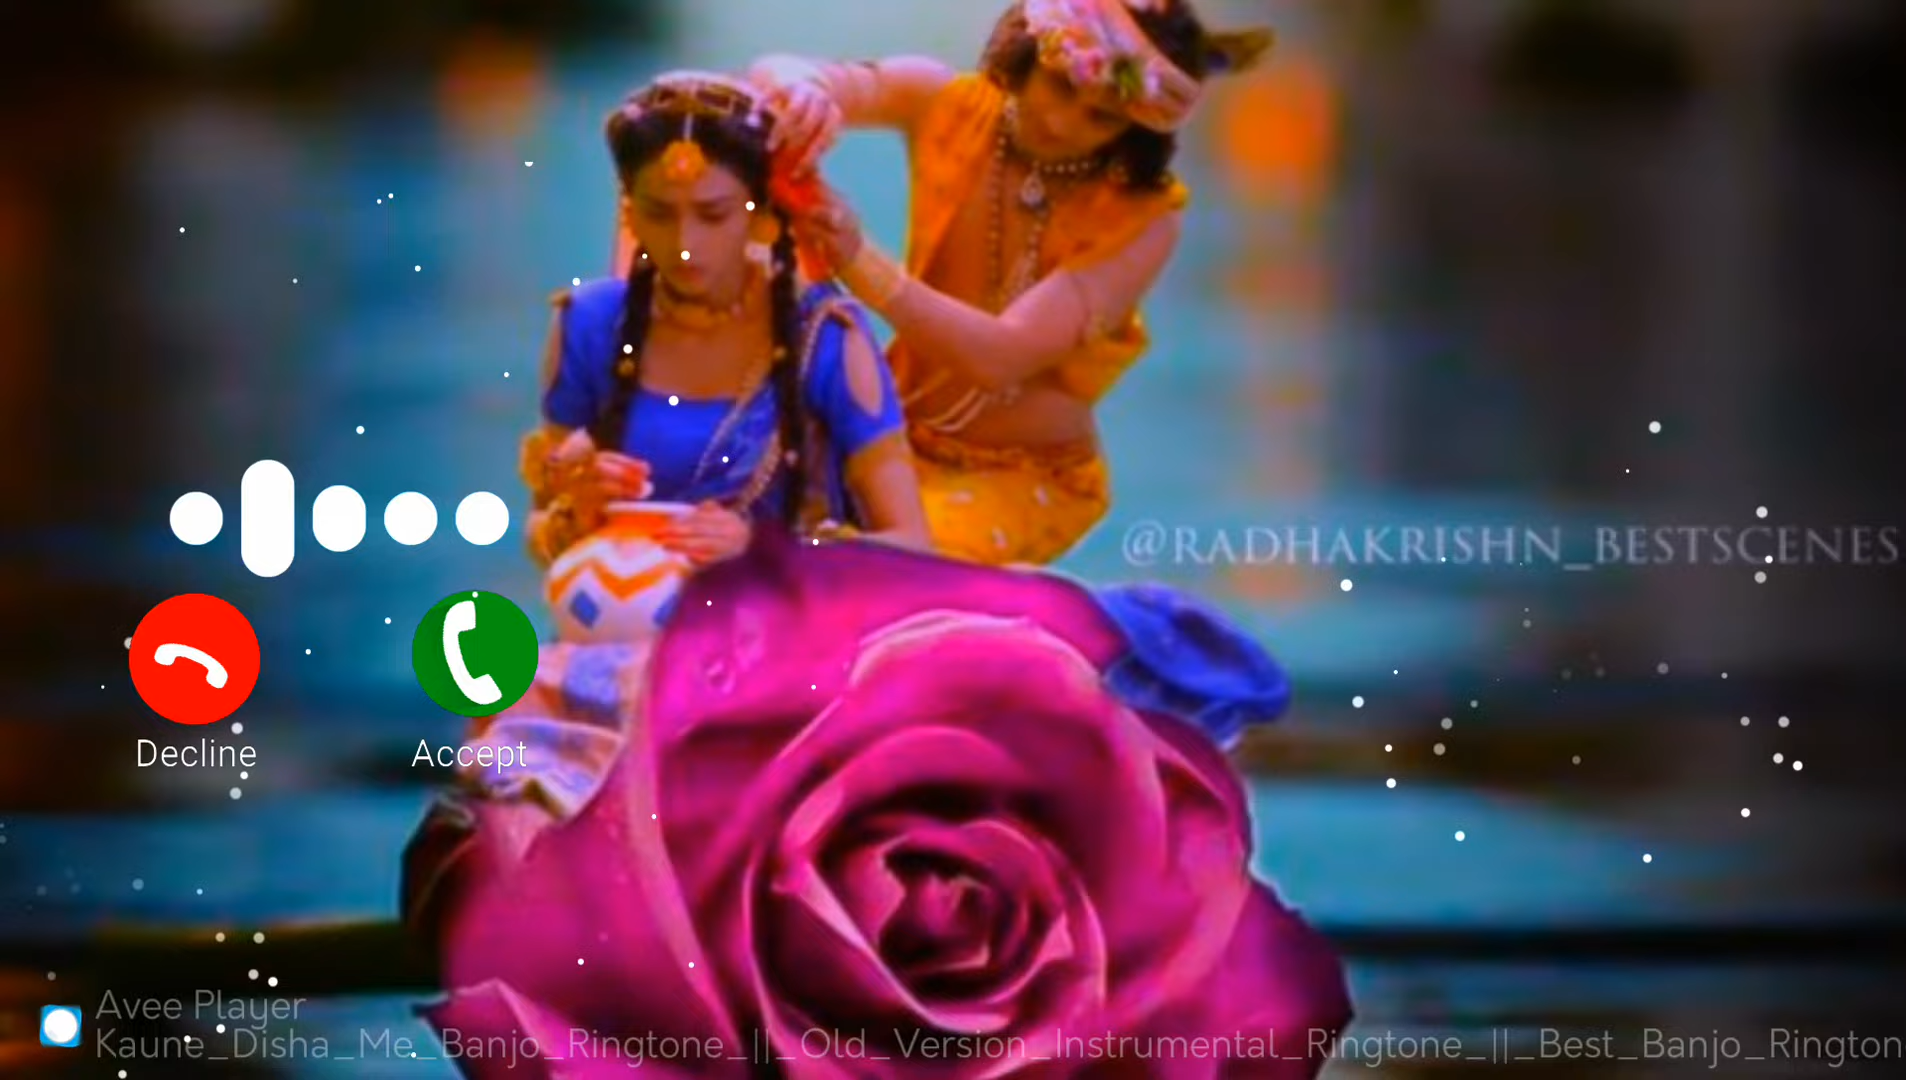 @RADHAKRISHN_BESTSCENES
Decline
Accept
Avee Player
Kaune_Disha_Me_Banjo_Ringtone_||_Old_Version_Instrumental_Ringtone_||_Best_Banjo_Rington